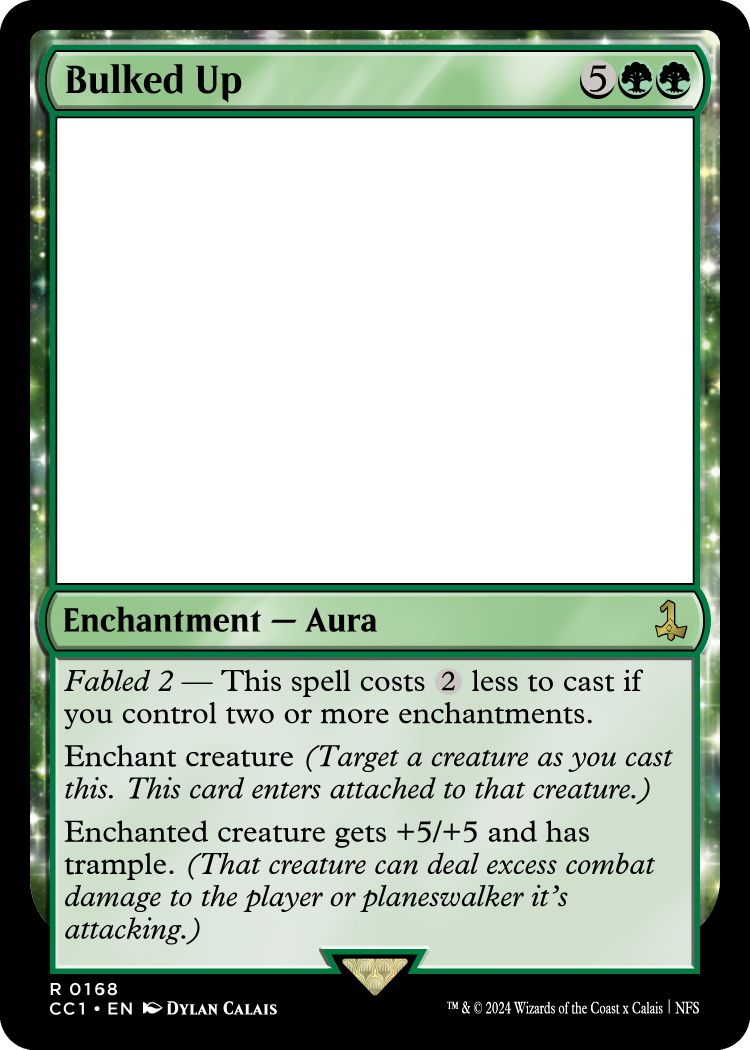 Bulked Up 5
Enchantment — Aura
Fabled 2 — This spell costs 2 less to cast if
you control two or more enchantments.
Enchant creature (Target a creature as you cast
this. This card enters attached to that creature.)
Enchanted creature gets +5/+5 and has
trample. (That creature can deal excess combat
damage to the player or planeswalker it's
attacking.)
R 0168
CC1 • EN Dylan Calais
™ & © 2024 Wizards of the Coast x Calais | NFS